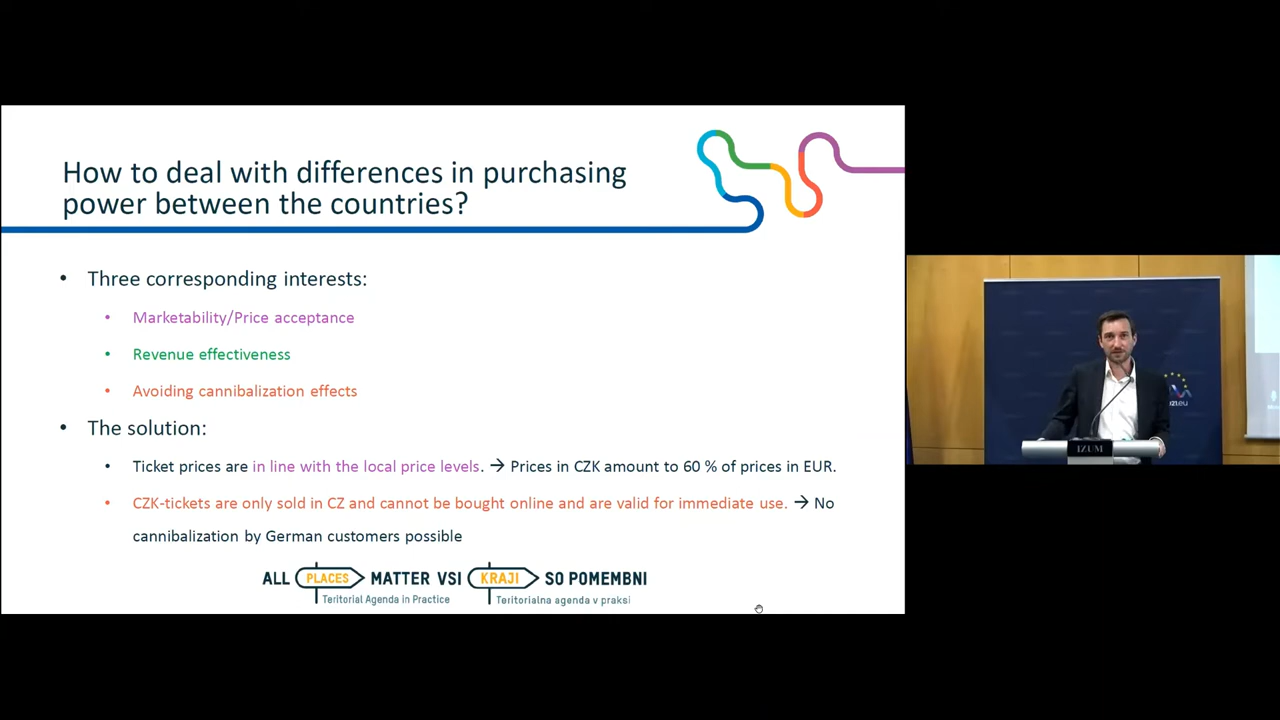 How to deal with differences in purchasing
power between the countries?
• Three corresponding interests:
• Marketability/Price acceptance
• Revenue effectiveness
• Avoiding cannibalization effects
• The solution:
• Ticket prices are in line with the local price levels. → Prices in CZK amount to 60 % of prices in EUR.
• CZK-tickets are only sold in CZ and cannot be bought online and are valid for immediate use. → No
cannibalization by German customers possible
ALL PLACES MATTER VSI KRAJI SO POMEMBNI
Teritorial Agenda in Practice Teritorialna agenda v praksi
IZUM
21.eu